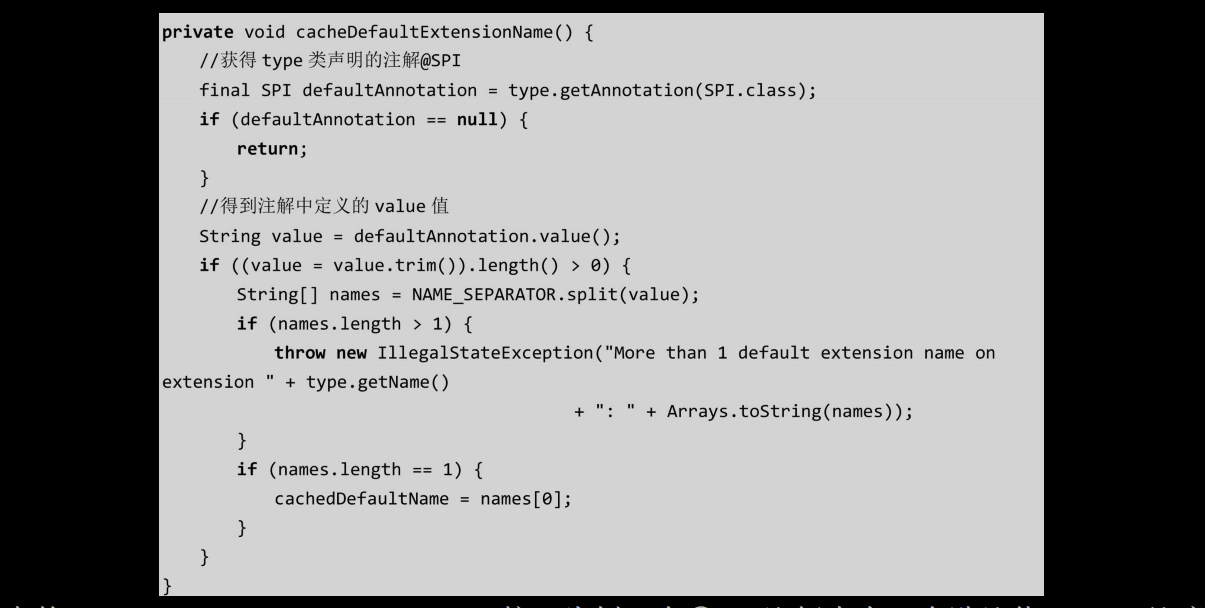 private void cacheDefaultExtensionName() {
//获得 type 类声明的注解@SPI
final SPI defaultAnnotation = type.getAnnotation(SPI.class);
if (defaultAnnotation == null) {
return;
}
//得到注解中定义的 value 值
String value = defaultAnnotation.value();
if ((value = value.trim()).length() > 0) {
String[] names = NAME_SEPARATOR.split(value);
if (names.length > 1) {
throw new IllegalStateException("More than 1 default extension name on
extension " + type.getName()
+ ": " + Arrays.toString(names));
}
if (names.length == 1) {
cachedDefaultName = names[0];
}
}
}